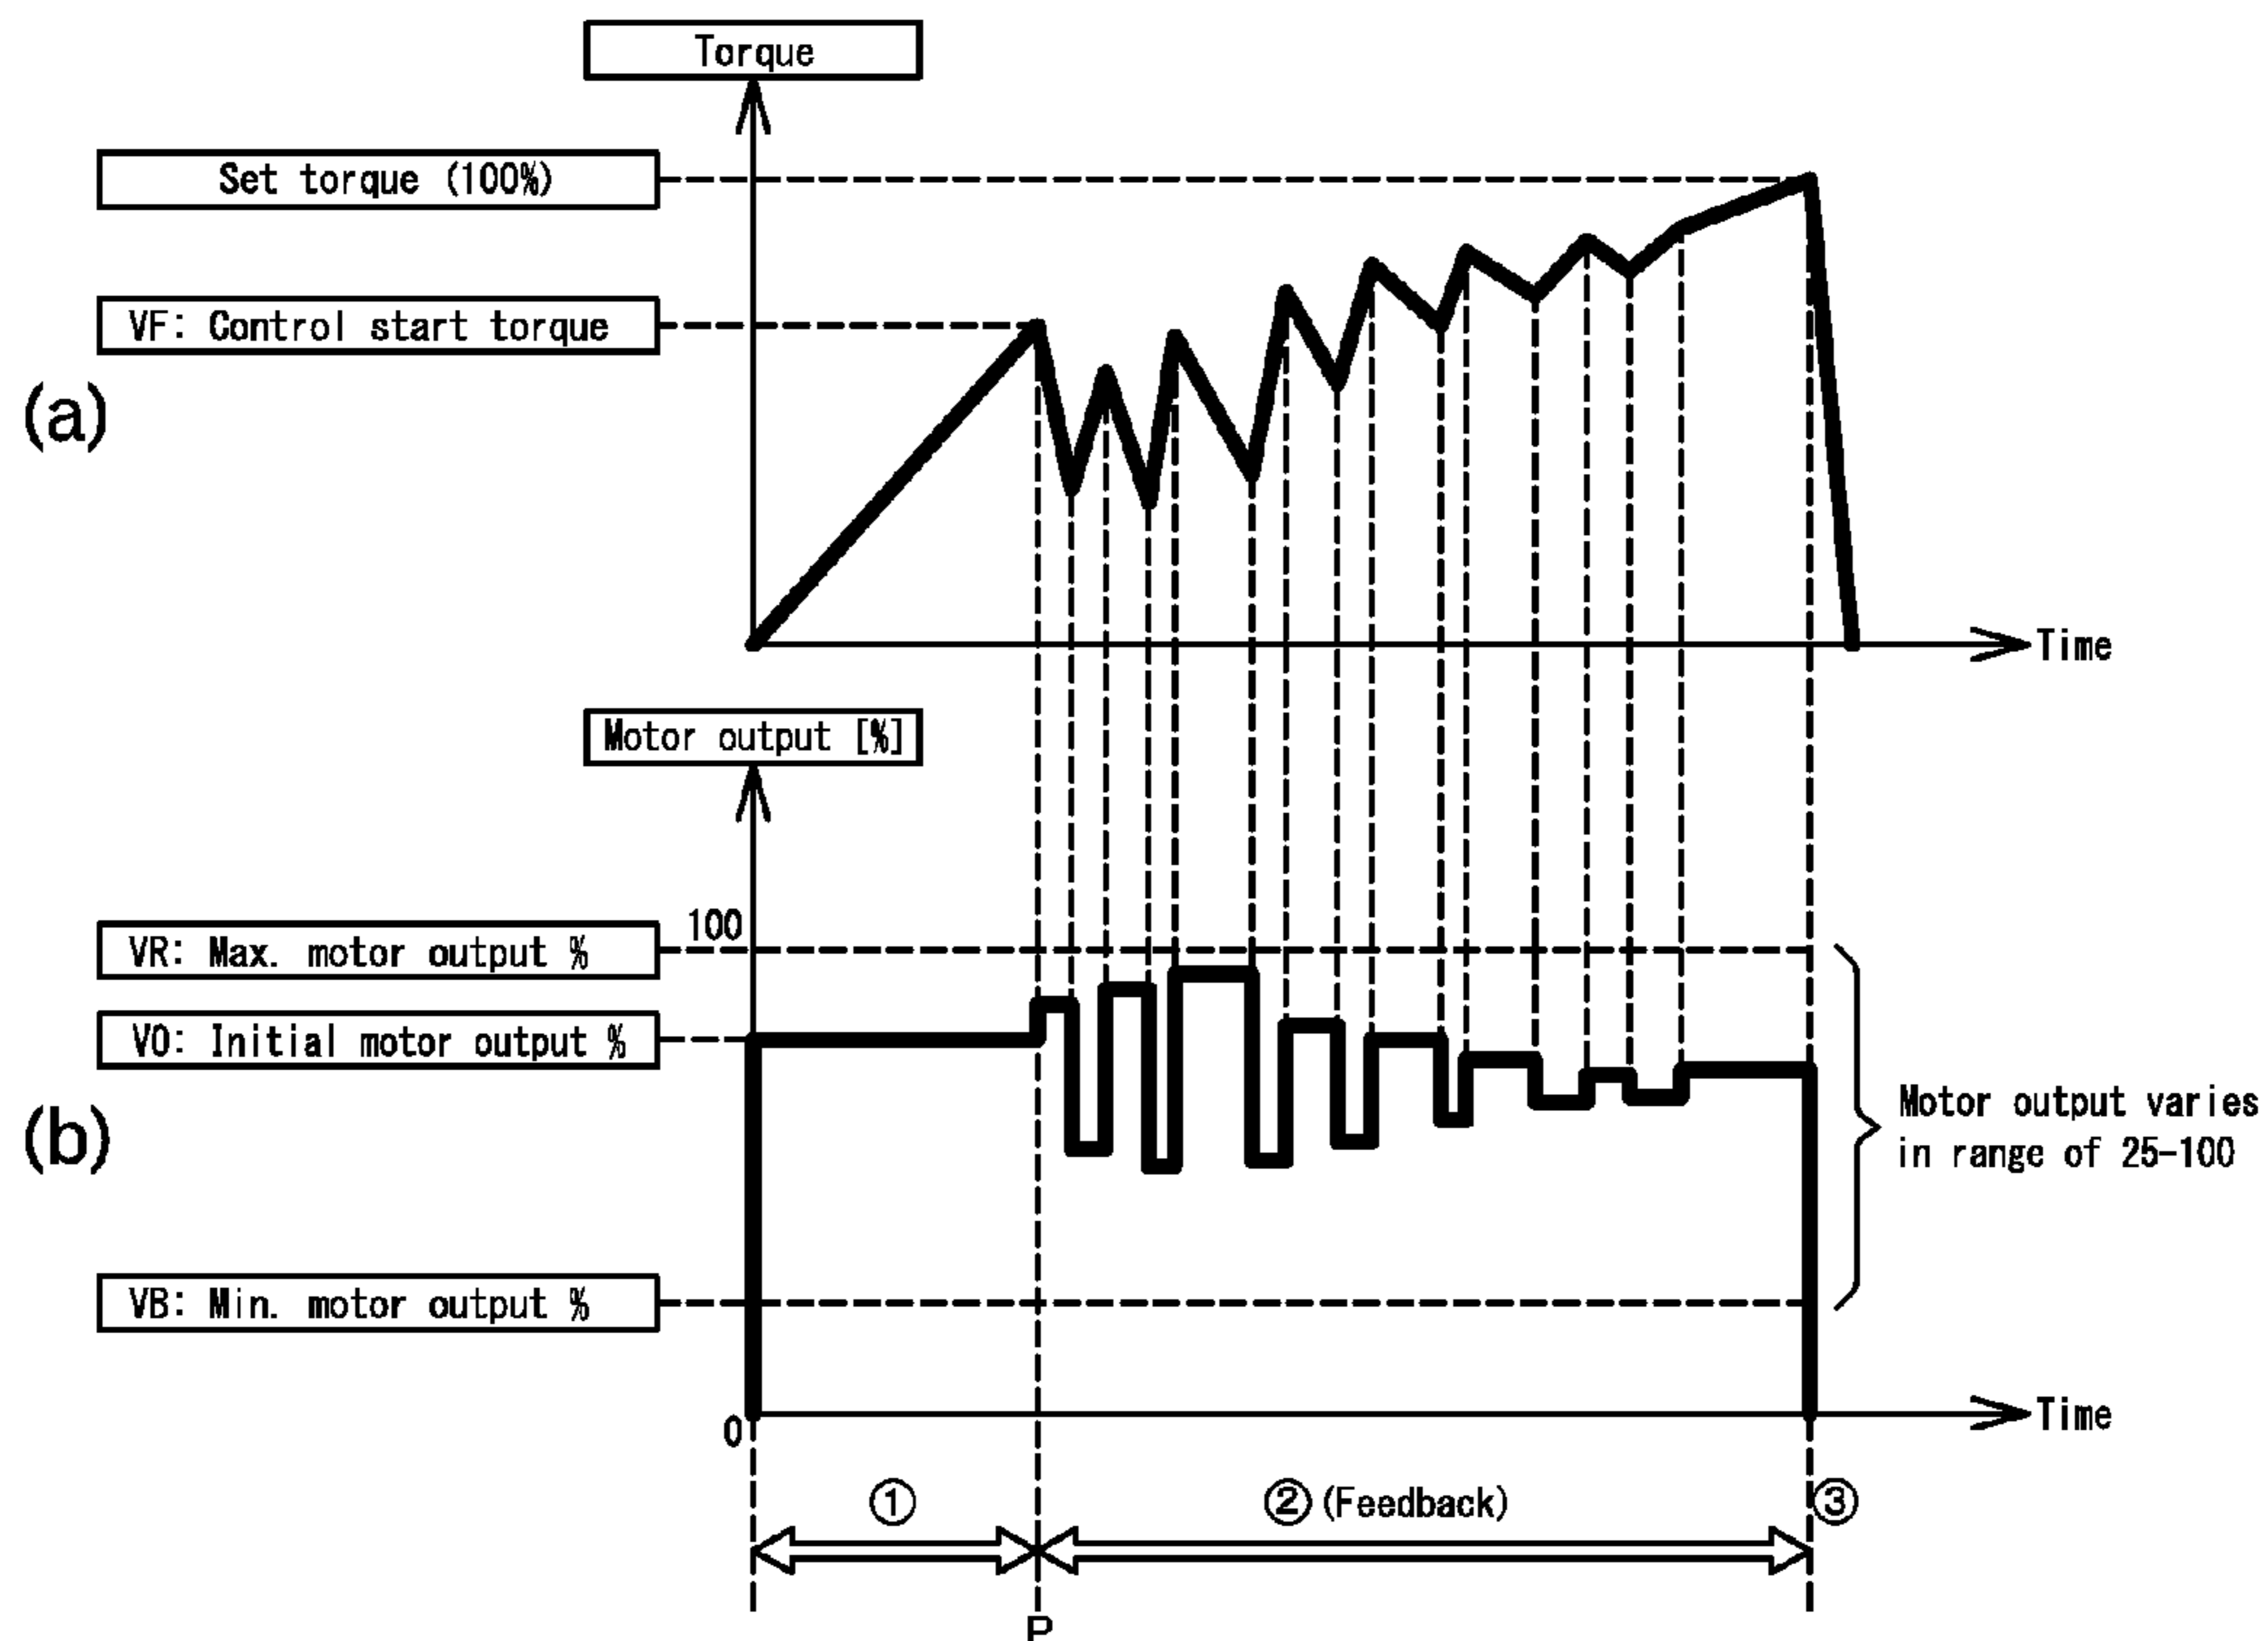 Torque
Set torque (100%)
VF: Control start torque
(a)
Time
Motor output [%]
100
VR: Max. motor output %
VO: Initial motor output %
(b)
Motor output varies
in range of 25-100
VB: Min. motor output %
0
Time
① ② (Feedback) ③
P